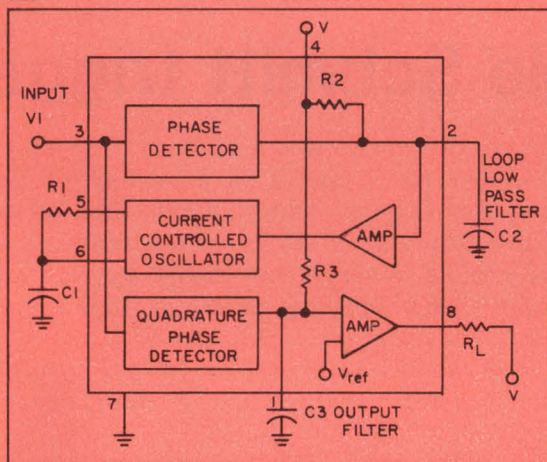 V
4
R2
INPUT
V1
3
PHASE
DETECTOR
2
LOOP
LOW
PASS
FILTER
C2
R1
5
CURRENT
CONTROLLED
OSCILLATOR
AMP
6
R3
C1
QUADRATURE
PHASE
DETECTOR
AMP
8
RL
Vref
V
7
1
C3 OUTPUT
FILTER